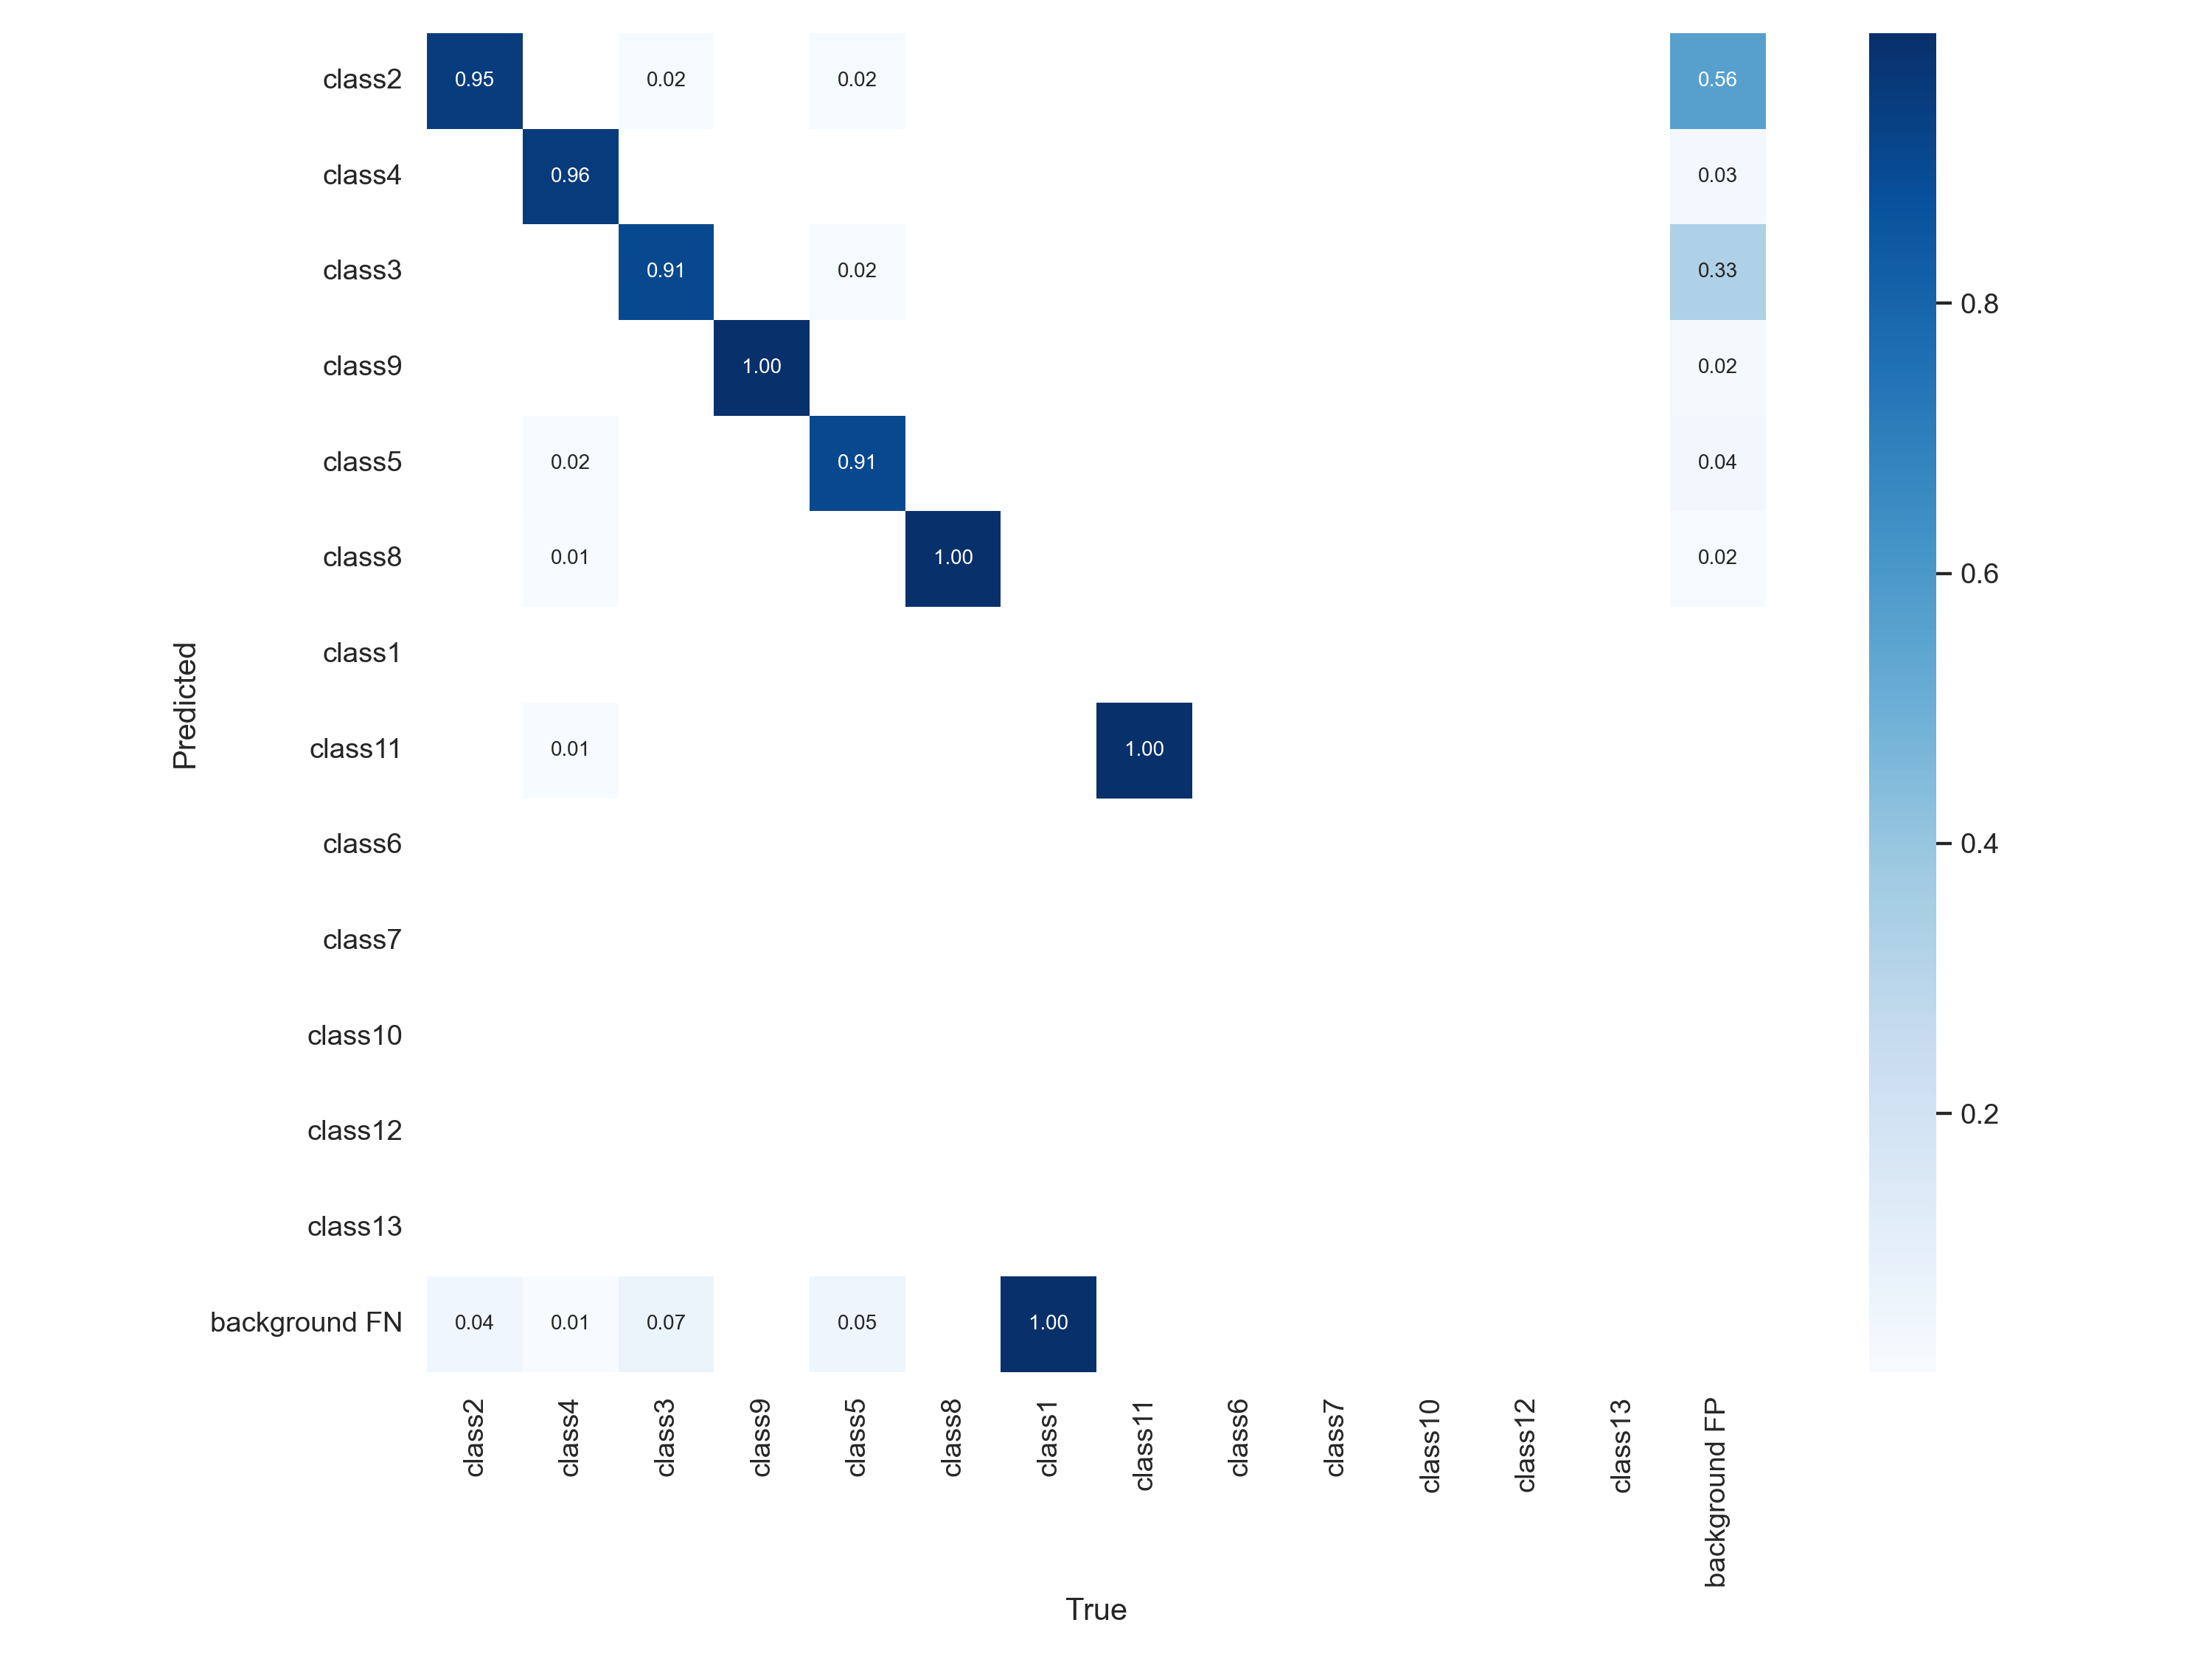 class2 0.95 0.02 0.02 0.56
class4 0.96 0.03
class3 0.91 0.02 0.33
class9 1.00 0.02
class5 0.02 0.91 0.04
class8 0.01 1.00 0.02
class1
class11 0.01 1.00
class6
class7
class10
class12
class13
background FN 0.04 0.01 0.07 0.05 1.00
Predicted
class2 class4 class3 class9 class5 class8 class1 class11 class6 class7 class10 class12 class13 background FP
True
0.8
0.6
0.4
0.2